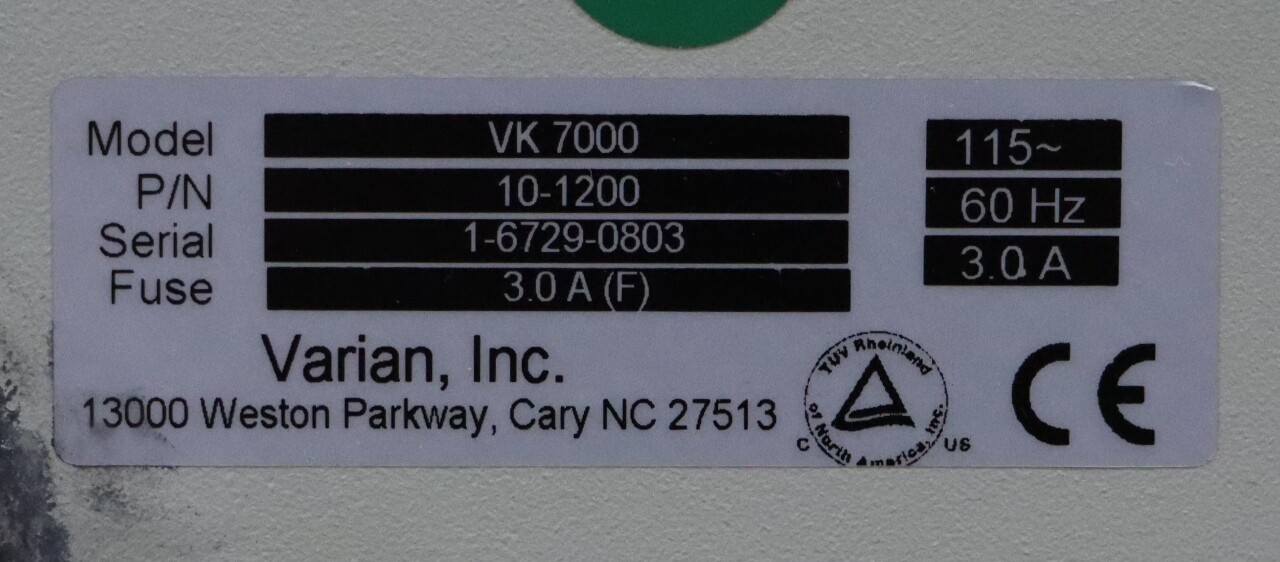 Model VK 7000 115~
P/N 10-1200 60 Hz
Serial 1-6729-0803 3.0 A
Fuse 3.0 A (F)
Varian, Inc.
13000 Weston Parkway, Cary NC 27513
TUV Rheinland
of North America, Inc.
C US
CE